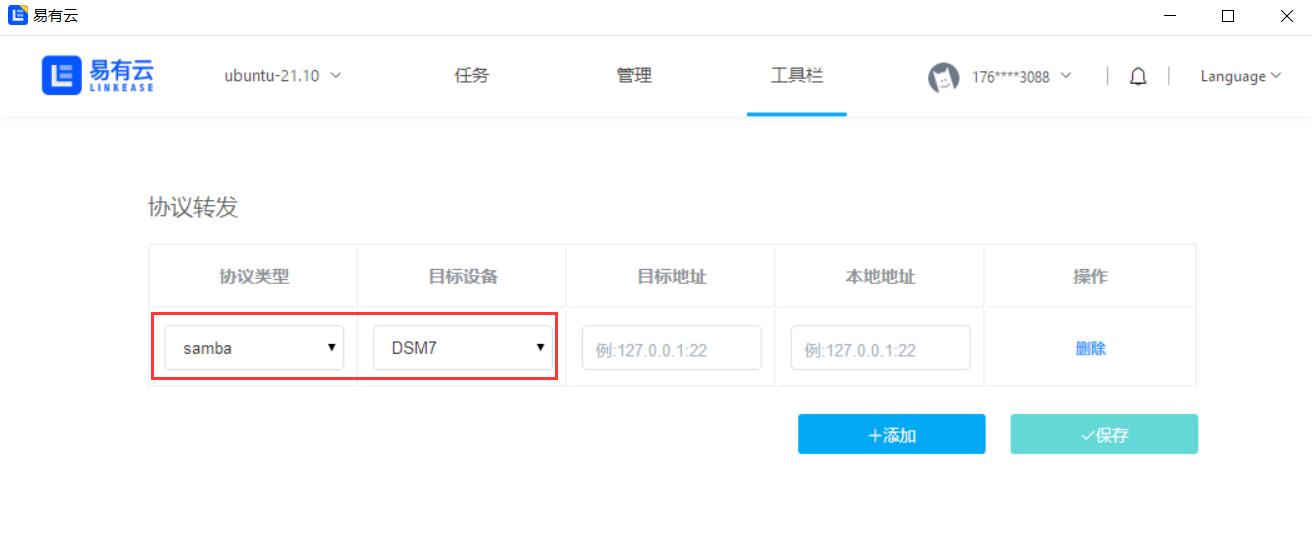 易有云
易有云
LINKEASE
ubuntu-21.10
任务
管理
工具栏
176****3088
Language
协议转发
协议类型 目标设备 目标地址 本地地址 操作
samba DSM7 例:127.0.0.1:22 例:127.0.0.1:22 删除
+添加 ✓保存